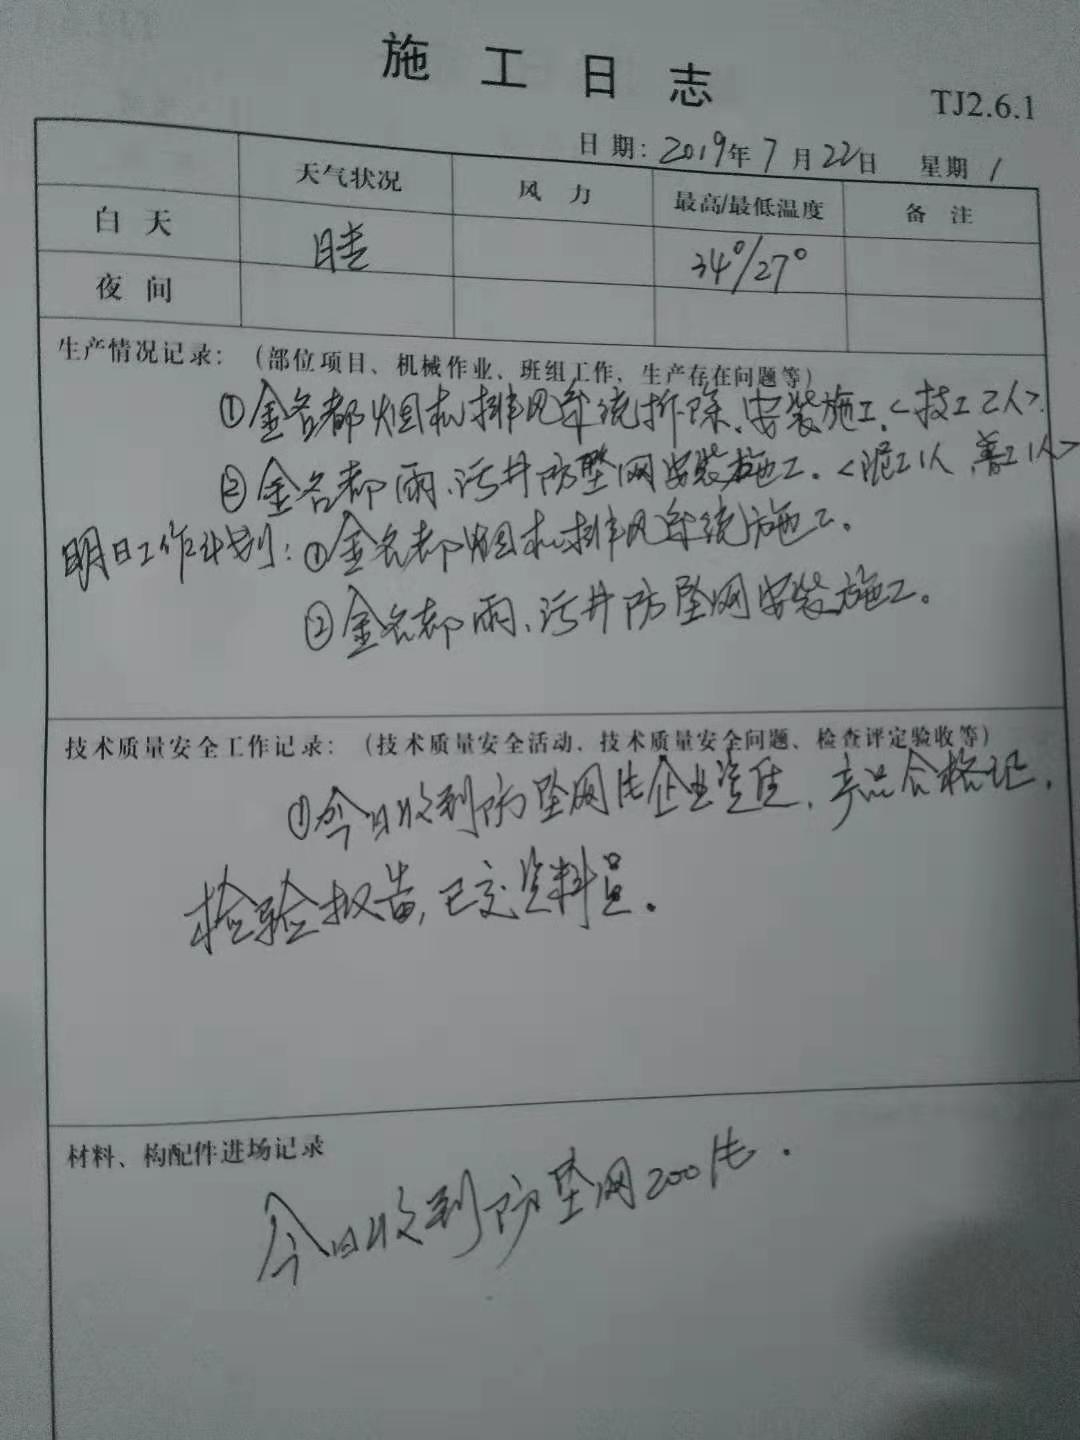 施工日志
TJ2.6.1
日期：2019年7月22日 星期1
天气状况 风力 最高/最低温度 备注
白天 晴 34°/27°
夜间
生产情况记录：（部位项目、机械作业、班组工作、生产存在问题等）
①金名都烟机排风系统拆除、安装施工.<技工2人>.
②金名都雨、污井防坠网安装施工.<泥工1人、普工1人>
明日工作计划：①金名都烟机排风系统施工。
②金名都雨、污井防坠网安装施工。
技术质量安全工作记录：（技术质量安全活动、技术质量安全问题、检查评定验收等）
①今日收到防坠网生企业资质、产品合格证、
检验报告，已交资料员。
材料、构配件进场记录
今日收到防坠网200